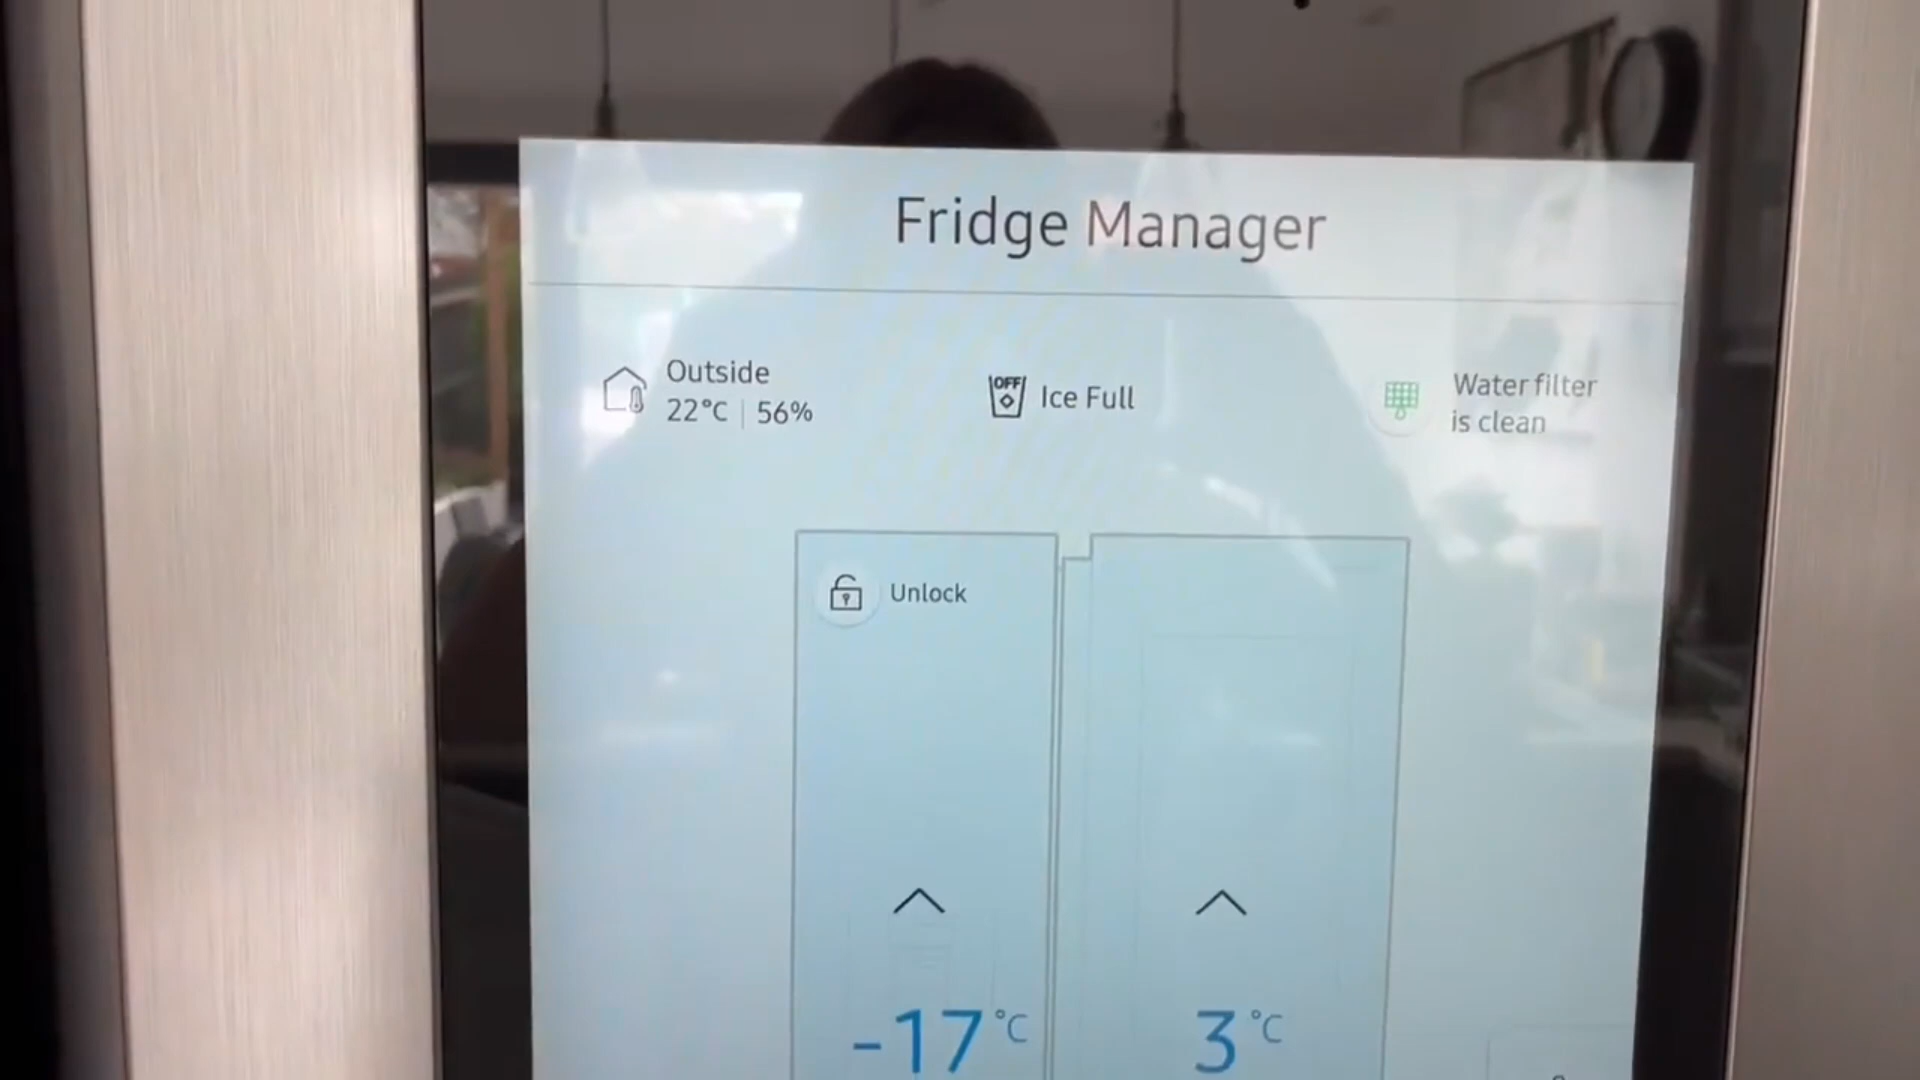 Fridge Manager
Outside
22°C | 56%
OFF
Ice Full
Water filter
is clean
Unlock
-17°C
3°C